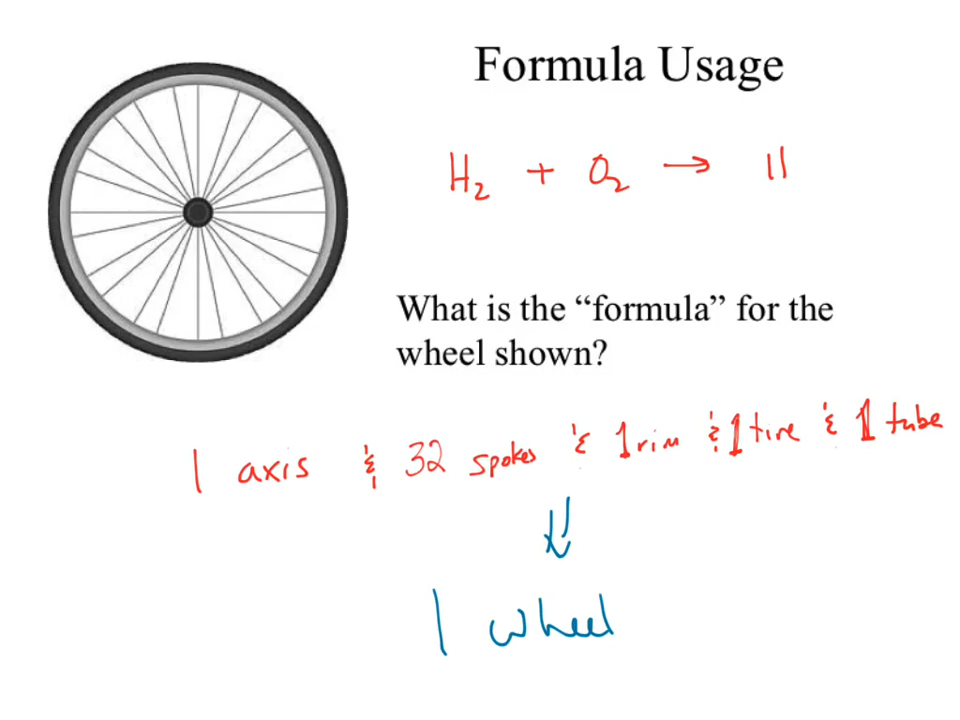 Formula Usage
H₂ + O₂ → H
What is the “formula” for the
wheel shown?
1 axis & 32 spokes & 1 rim & 1 tire & 1 tube
1 wheel